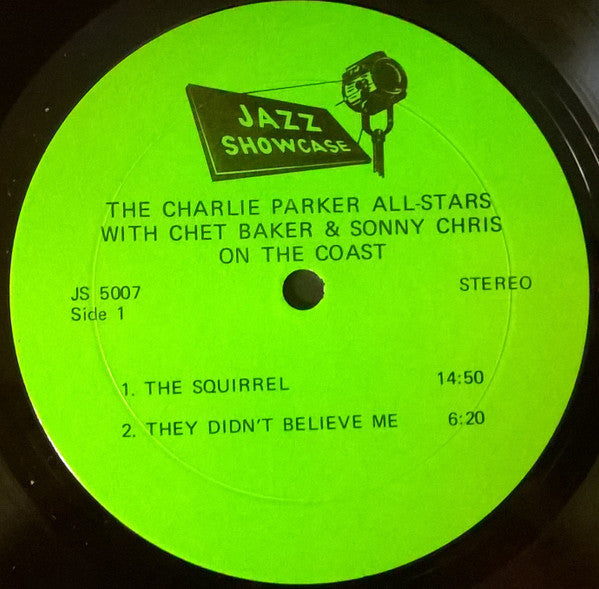 JAZZ
SHOWCASE
THE CHARLIE PARKER ALL-STARS
WITH CHET BAKER & SONNY CHRIS
ON THE COAST
JS 5007
STEREO
Side 1
1. THE SQUIRREL 14:50
2. THEY DIDN'T BELIEVE ME 6:20